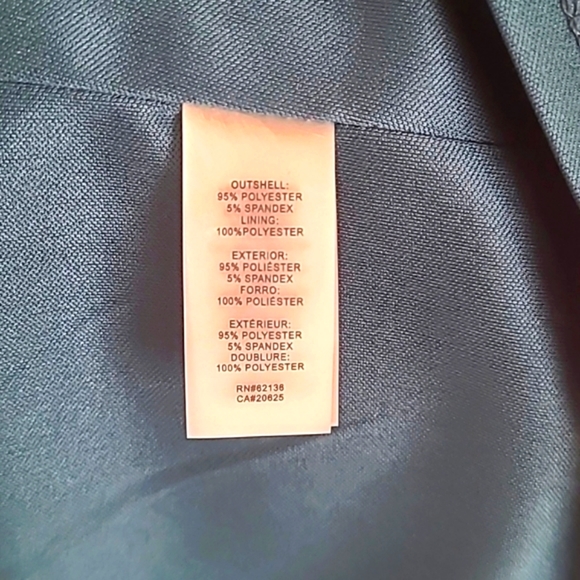 OUTSHELL:
95% POLYESTER
5% SPANDEX
LINING:
100%POLYESTER
EXTERIOR:
95% POLIÉSTER
5% SPANDEX
FORRO:
100% POLIÉSTER
EXTÉRIEUR:
95% POLYESTER
5% SPANDEX
DOUBLURE:
100% POLYESTER
RN#62136
CA#20625